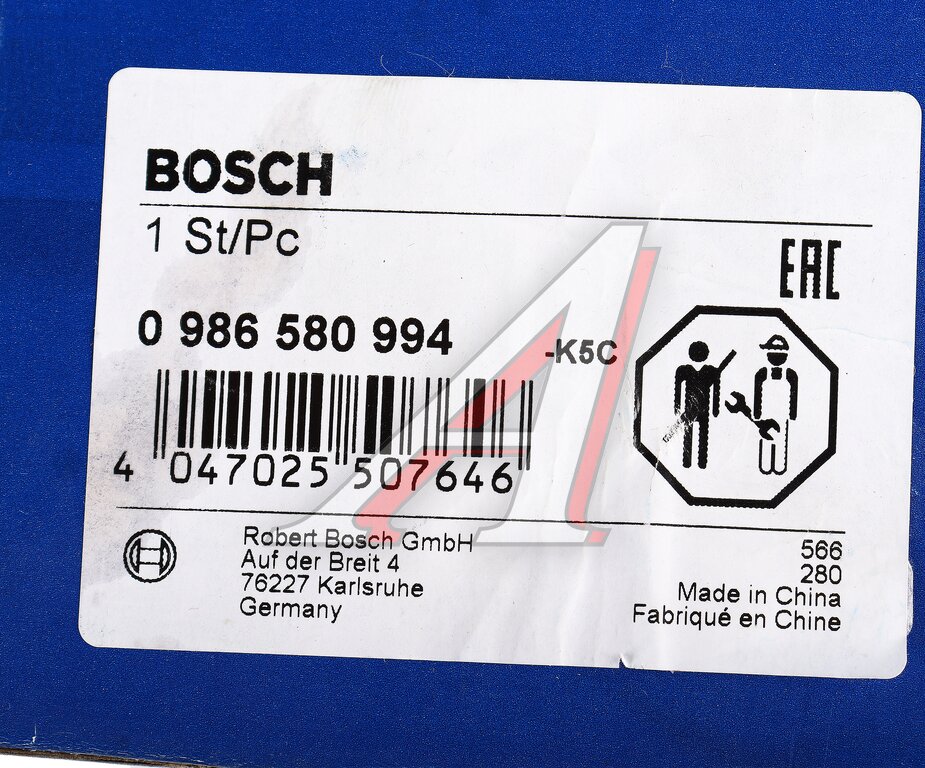 BOSCH
1 St/Pc
EAC
0 986 580 994
-K5C
4 047025 507646
Robert Bosch GmbH
Auf der Breit 4
76227 Karlsruhe
Germany
566
280
Made in China
Fabriqué en Chine